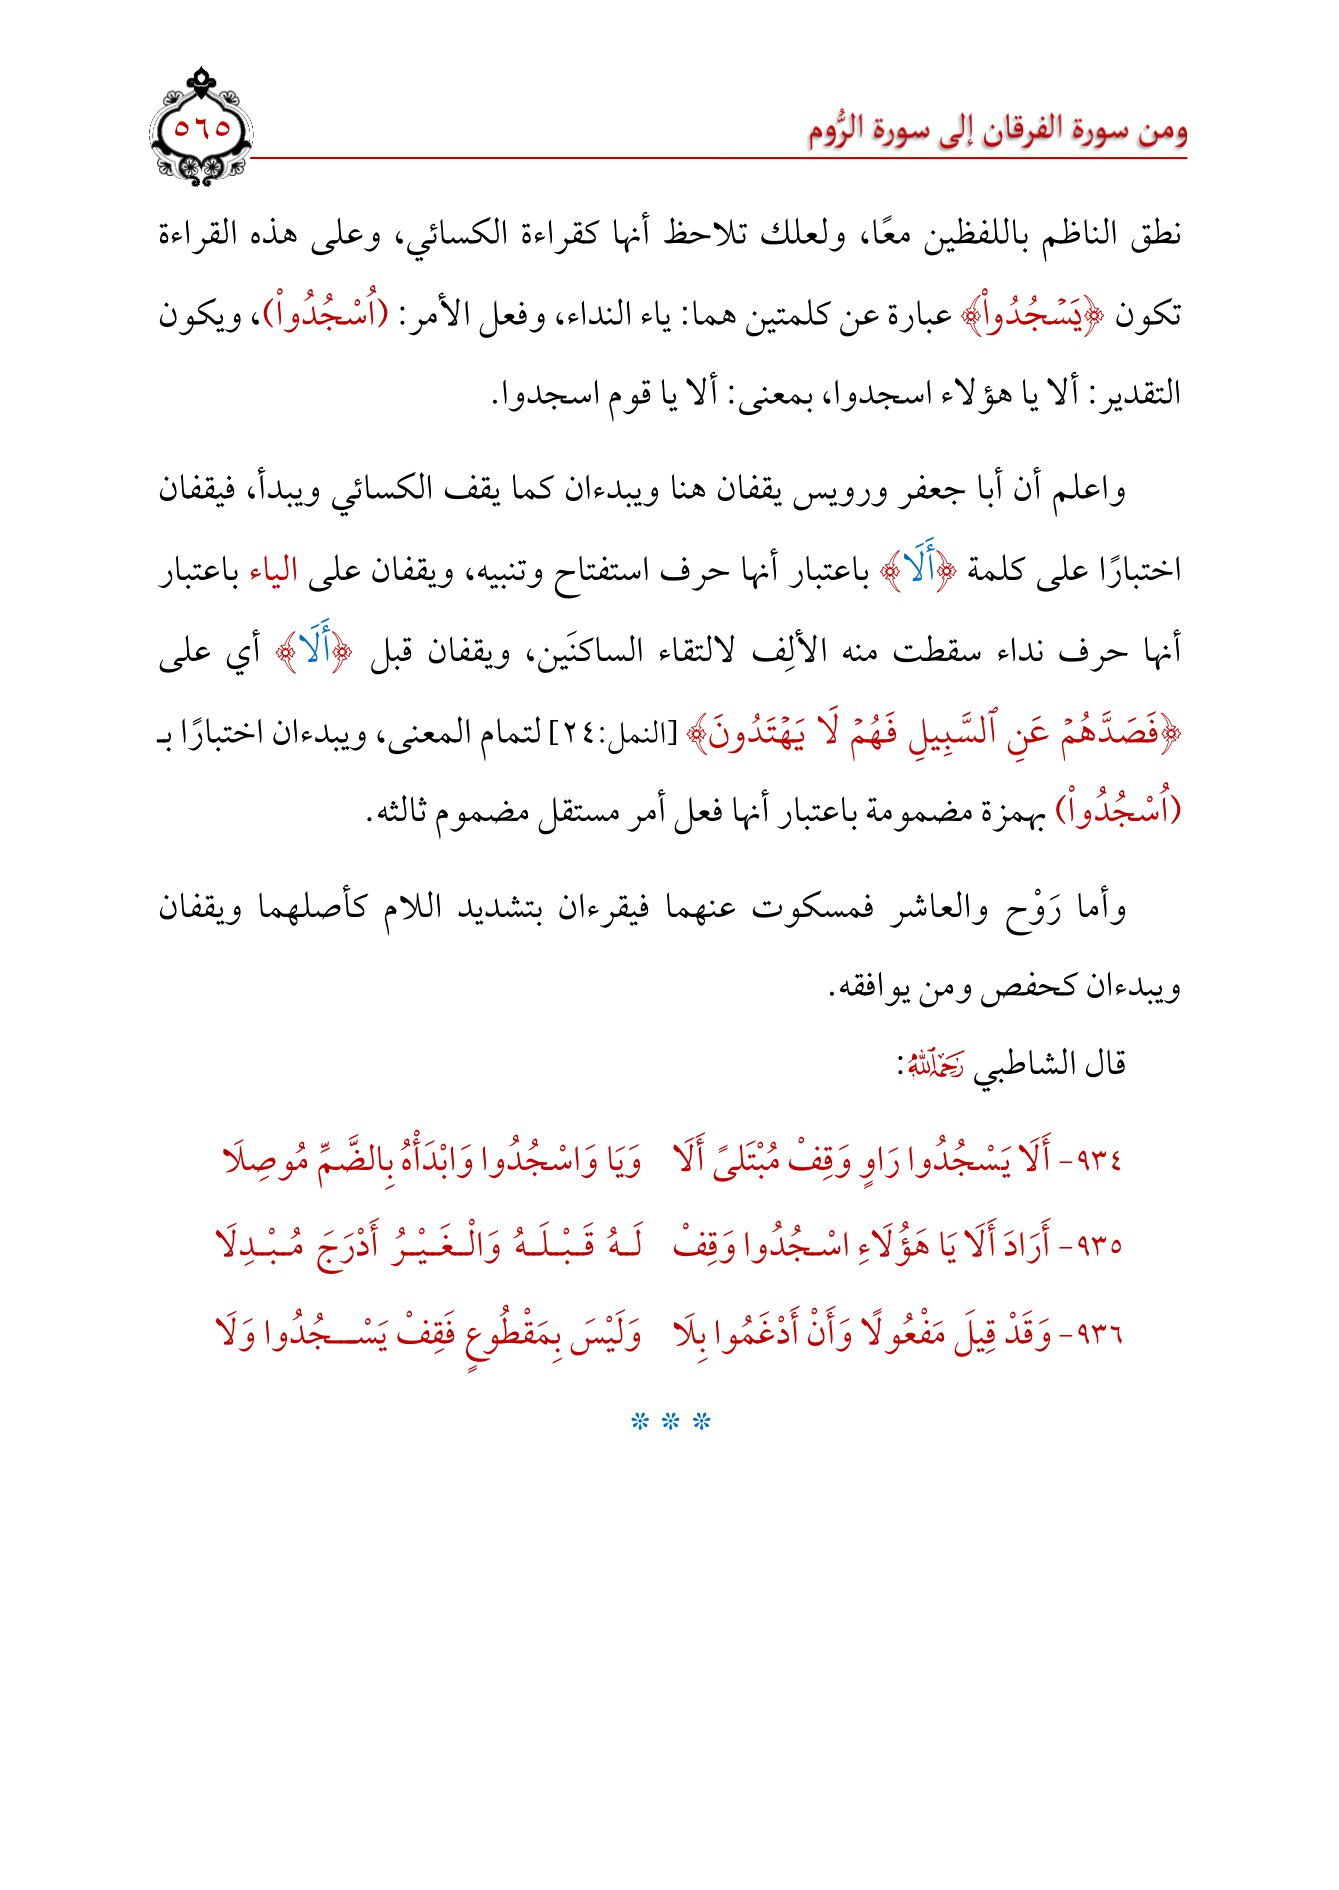 ومن سورة الفرقان إلى سورة الرُّوم
٥٦٥
نطق الناظم باللفظين معًا، ولعلك تلاحظ أنها كقراءة الكسائي، وعلى هذه القراءة
تكون ﴿يَسۡجُدُواْ﴾ عبارة عن كلمتين هما: ياء النداء، وفعل الأمر: (اُسْجُدُواْ)، ويكون
التقدير: ألا يا هؤلاء اسجدوا، بمعنى: ألا يا قوم اسجدوا.
واعلم أن أبا جعفر ورويس يقفان هنا ويبدءان كما يقف الكسائي ويبدأ، فيقفان
اختبارًا على كلمة ﴿أَلَا﴾ باعتبار أنها حرف استفتاح وتنبيه، ويقفان على الياء باعتبار
أنها حرف نداء سقطت منه الألِف لالتقاء الساكنَين، ويقفان قبل ﴿أَلَا﴾ أي على
﴿فَصَدَّهُمۡ عَنِ ٱلسَّبِيلِ فَهُمۡ لَا يَهۡتَدُونَ﴾ [النمل:٢٤] لتمام المعنى، ويبدءان اختبارًا بـ
(اُسْجُدُواْ) بهمزة مضمومة باعتبار أنها فعل أمر مستقل مضموم ثالثه.
وأما رَوْح والعاشر فمسكوت عنهما فيقرءان بتشديد اللام كأصلهما ويقفان
ويبدءان كحفص ومن يوافقه.
قال الشاطبي رَحِمَهُ ٱللَّهُ:
٩٣٤- أَلَا يَسْجُدُوا رَاوٍ وَقِفْ مُبْتَلىً أَلَا وَيَا وَاسْجُدُوا وَابْدَأْهُ بِالضَّمِّ مُوصِلَا
٩٣٥- أَرَادَ أَلَا يَا هَؤُلَاءِ اسْجُدُوا وَقِفْ لَهُ قَبْلَهُ وَالْغَيْرُ أَدْرَجَ مُبْدِلَا
٩٣٦- وَقَدْ قِيلَ مَفْعُولًا وَأَنْ أَدْغَمُوا بِلَا وَلَيْسَ بِمَقْطُوعٍ فَقِفْ يَسْجُدُوا وَلَا
* * *